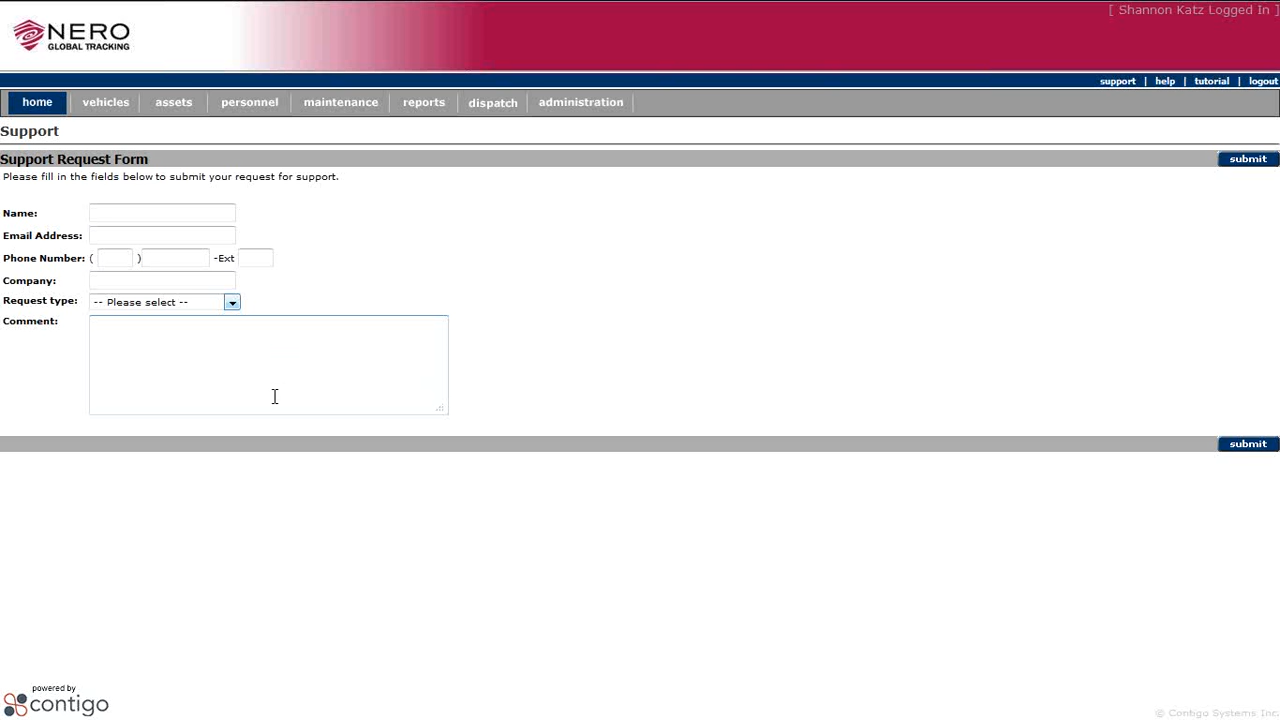 [ Shannon Katz Logged In ]
NERO
GLOBAL TRACKING
support | help | tutorial | logout
home vehicles assets personnel maintenance reports dispatch administration
Support
Support Request Form submit
Please fill in the fields below to submit your request for support.
Name:
Email Address:
Phone Number: ( ) -Ext
Company:
Request type: -- Please select --
Comment:
submit
powered by
contigo
© Contigo Systems Inc.